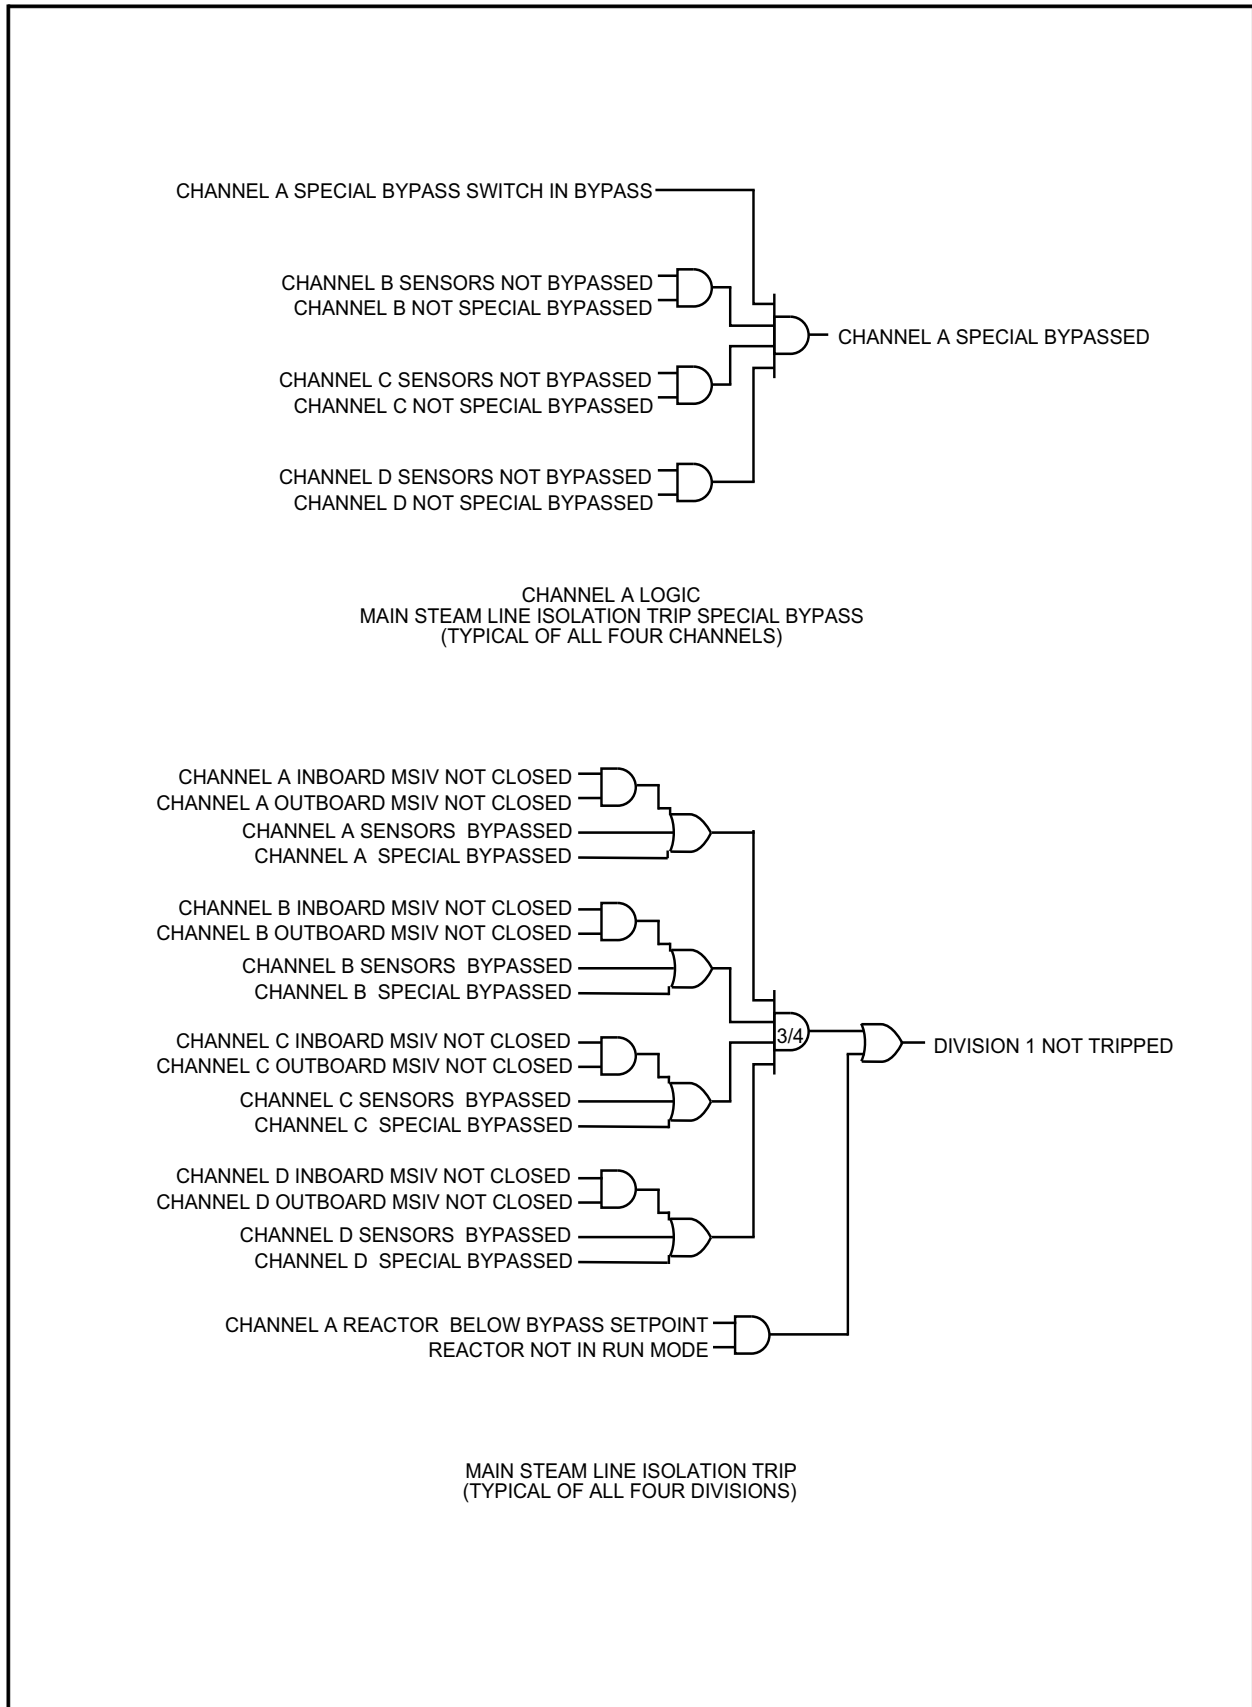 CHANNEL A SPECIAL BYPASS SWITCH IN BYPASS
CHANNEL B SENSORS NOT BYPASSED
CHANNEL B NOT SPECIAL BYPASSED
CHANNEL A SPECIAL BYPASSED
CHANNEL C SENSORS NOT BYPASSED
CHANNEL C NOT SPECIAL BYPASSED
CHANNEL D SENSORS NOT BYPASSED
CHANNEL D NOT SPECIAL BYPASSED
CHANNEL A LOGIC
MAIN STEAM LINE ISOLATION TRIP SPECIAL BYPASS
(TYPICAL OF ALL FOUR CHANNELS)
CHANNEL A INBOARD MSIV NOT CLOSED
CHANNEL A OUTBOARD MSIV NOT CLOSED
CHANNEL A SENSORS BYPASSED
CHANNEL A SPECIAL BYPASSED
CHANNEL B INBOARD MSIV NOT CLOSED
CHANNEL B OUTBOARD MSIV NOT CLOSED
CHANNEL B SENSORS BYPASSED
CHANNEL B SPECIAL BYPASSED
CHANNEL C INBOARD MSIV NOT CLOSED
3/4
DIVISION 1 NOT TRIPPED
CHANNEL C OUTBOARD MSIV NOT CLOSED
CHANNEL C SENSORS BYPASSED
CHANNEL C SPECIAL BYPASSED
CHANNEL D INBOARD MSIV NOT CLOSED
CHANNEL D OUTBOARD MSIV NOT CLOSED
CHANNEL D SENSORS BYPASSED
CHANNEL D SPECIAL BYPASSED
CHANNEL A REACTOR BELOW BYPASS SETPOINT
REACTOR NOT IN RUN MODE
MAIN STEAM LINE ISOLATION TRIP
(TYPICAL OF ALL FOUR DIVISIONS)